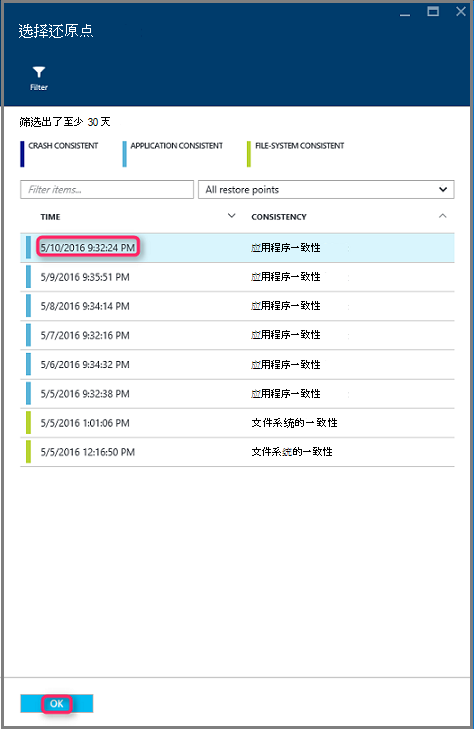 选择还原点
Filter
筛选出了至少 30 天
CRASH CONSISTENT APPLICATION CONSISTENT FILE-SYSTEM CONSISTENT
Filter items... All restore points
TIME CONSISTENCY
5/10/2016 9:32:24 PM 应用程序一致性
5/9/2016 9:35:51 PM 应用程序一致性
5/8/2016 9:34:14 PM 应用程序一致性
5/7/2016 9:32:16 PM 应用程序一致性
5/6/2016 9:34:32 PM 应用程序一致性
5/5/2016 9:32:38 PM 应用程序一致性
5/5/2016 1:01:06 PM 文件系统的一致性
5/5/2016 12:16:50 PM 文件系统的一致性
OK